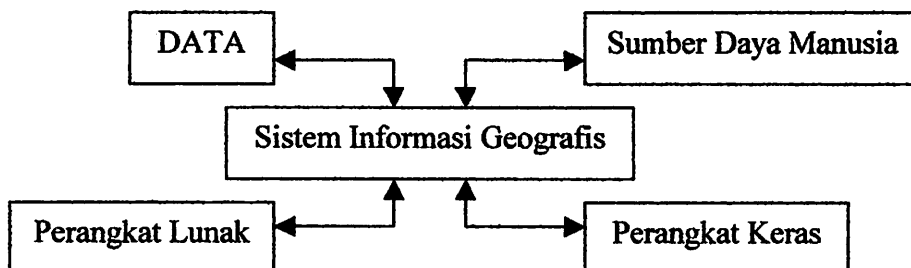 DATA
Sumber Daya Manusia
Sistem Informasi Geografis
Perangkat Lunak
Perangkat Keras